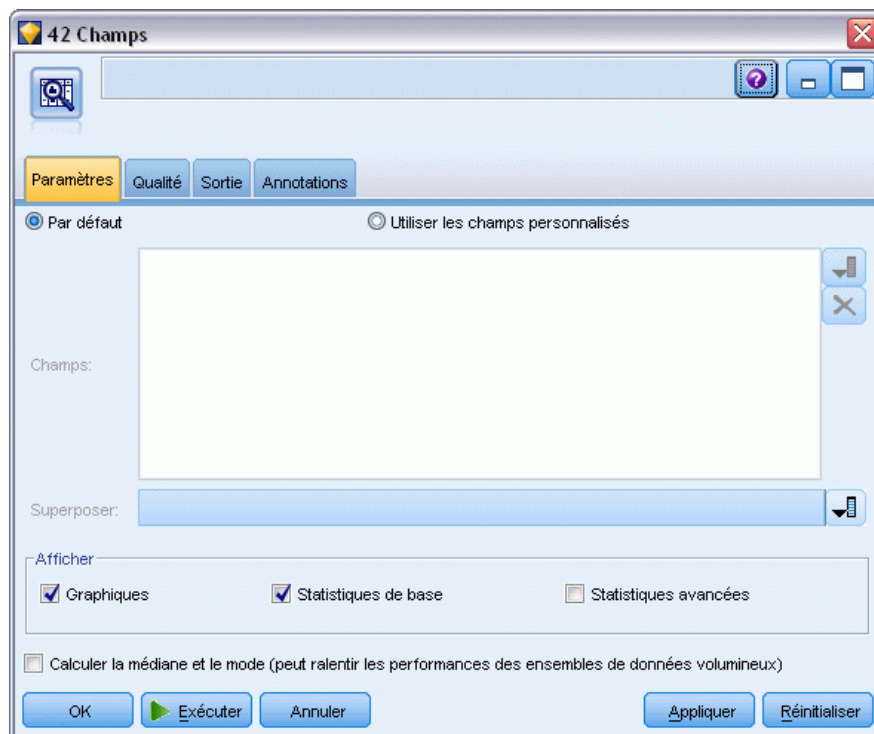 42 Champs
?
Paramètres Qualité Sortie Annotations
Par défaut Utiliser les champs personnalisés
Champs:
Superposer:
Afficher
Graphiques Statistiques de base Statistiques avancées
Calculer la médiane et le mode (peut ralentir les performances des ensembles de données volumineux)
OK Exécuter Annuler Appliquer Réinitialiser